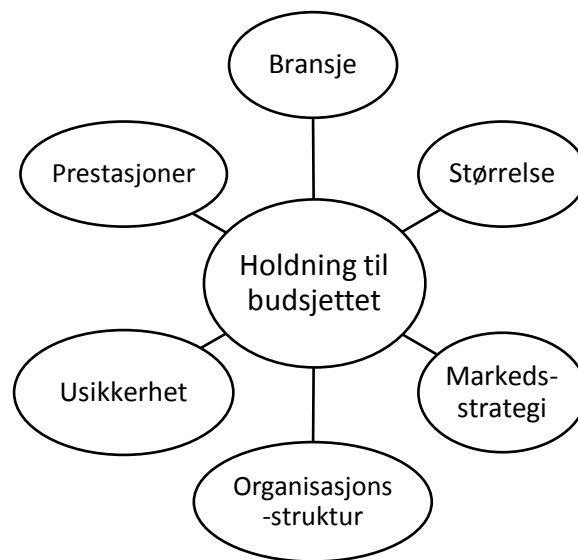 Bransje
Prestasjoner
Størrelse
Holdning til
budsjettet
Usikkerhet
Markeds-
strategi
Organisasjons
-struktur